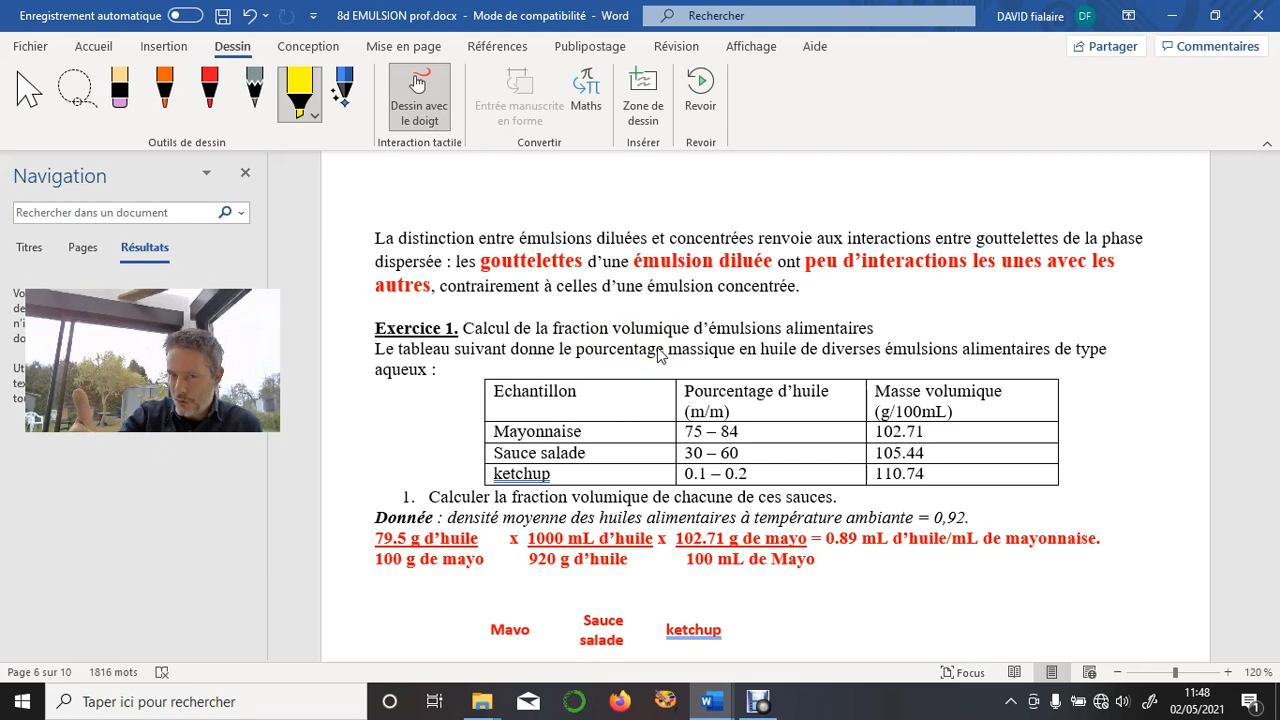 Enregistrement automatique
8d EMULSION prof.docx - Mode de compatibilité - Word
Rechercher
DAVID fialaire
DF
Fichier
Accueil
Insertion
Dessin
Conception
Mise en page
Références
Publipostage
Révision
Affichage
Aide
Partager
Commentaires
Dessin avec
le doigt
Entrée manuscrite
en forme
Maths
Zone de
dessin
Revoir
Outils de dessin
Interaction tactile
Convertir
Insérer
Revoir
Navigation
Rechercher dans un document
Titres
Pages
Résultats
La distinction entre émulsions diluées et concentrées renvoie aux interactions entre gouttelettes de la phase
dispersée : les gouttelettes d’une émulsion diluée ont peu d’interactions les unes avec les
autres, contrairement à celles d’une émulsion concentrée.
Exercice 1. Calcul de la fraction volumique d’émulsions alimentaires
Le tableau suivant donne le pourcentage massique en huile de diverses émulsions alimentaires de type
aqueux :
Echantillon
Pourcentage d’huile
(m/m)
Masse volumique
(g/100mL)
Mayonnaise 75 – 84 102.71
Sauce salade 30 – 60 105.44
ketchup 0.1 – 0.2 110.74
1. Calculer la fraction volumique de chacune de ces sauces.
Donnée : densité moyenne des huiles alimentaires à température ambiante = 0,92.
79.5 g d’huile x 1000 mL d’huile x 102.71 g de mayo = 0.89 mL d’huile/mL de mayonnaise.
100 g de mayo 920 g d’huile 100 mL de Mayo
Mayo
Sauce
salade
ketchup
Page 6 sur 10
1816 mots
Focus
120 %
Taper ici pour rechercher
11:48
02/05/2021